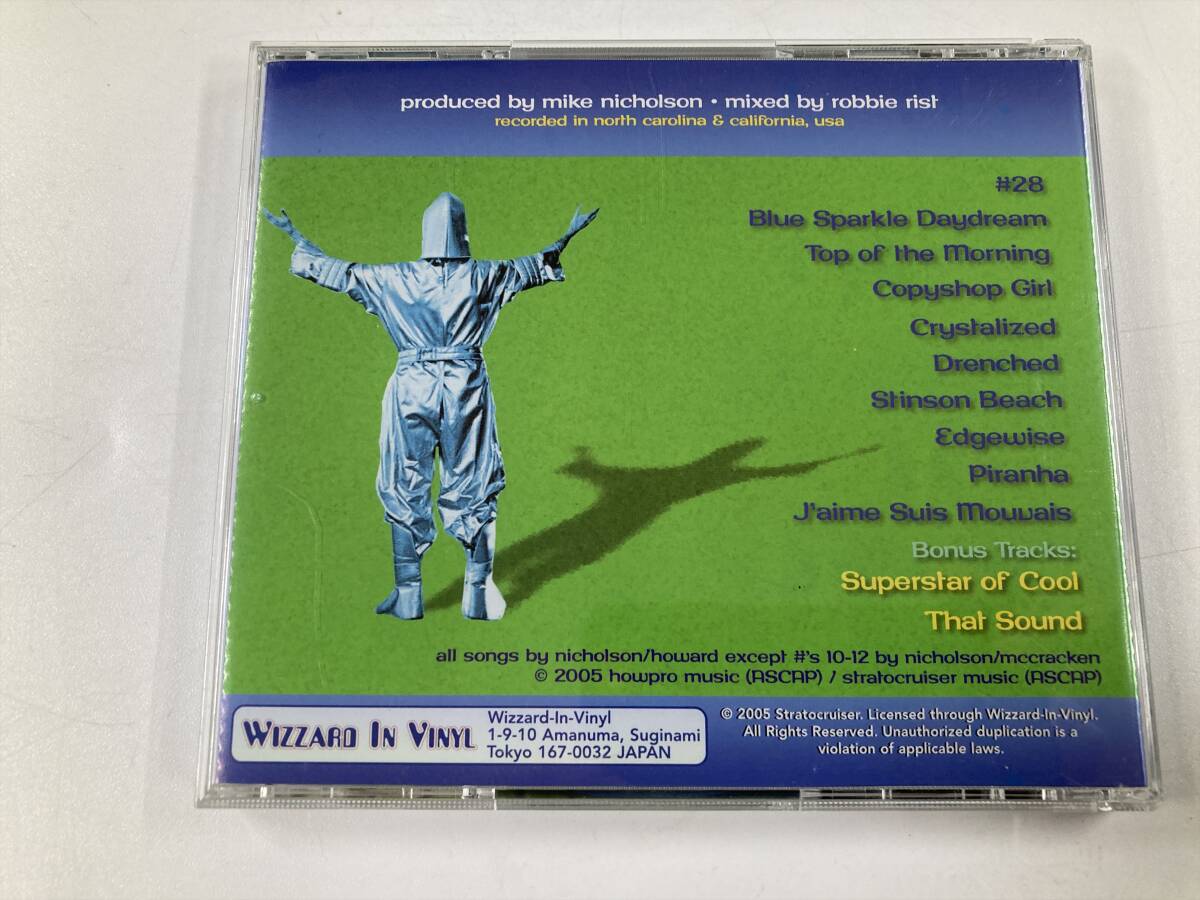 produced by mike nicholson • mixed by robbie rist
recorded in north carolina & california, usa
#28
Blue Sparkle Daydream
Top of the Morning
Copyshop Girl
Crystalized
Drenched
Stinson Beach
Edgewise
Piranha
J'aime Suis Mouvais
Bonus Tracks:
Superstar of Cool
That Sound
all songs by nicholson/howard except #'s 10-12 by nicholson/mccracken
© 2005 howpro music (ASCAP) / stratocruiser music (ASCAP)
WIZZARD IN VINYL
Wizzard-In-Vinyl
1-9-10 Amanuma, Suginami
Tokyo 167-0032 JAPAN
© 2005 Stratocruiser. Licensed through Wizzard-In-Vinyl.
All Rights Reserved. Unauthorized duplication is a
violation of applicable laws.